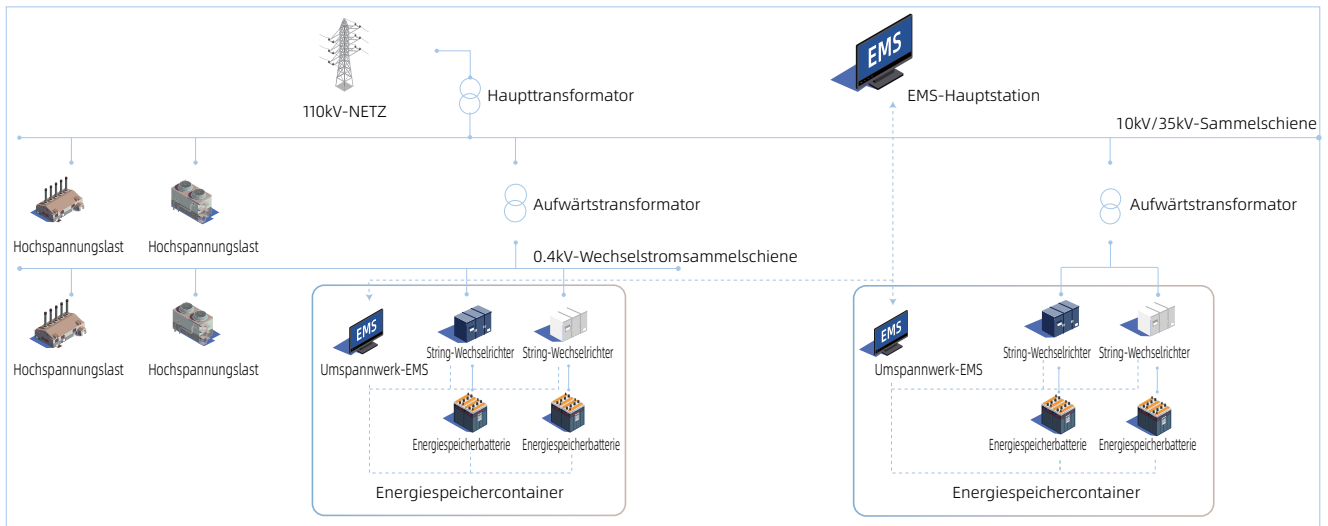 EMS
110kV-NETZ
Haupttransformator
EMS-Hauptstation
10kV/35kV-Sammelschiene
Aufwärtstransformator
Aufwärtstransformator
Hochspannungslast
Hochspannungslast
0.4kV-Wechselstromsammelschiene
EMS
String-Wechselrichter
String-Wechselrichter
EMS
String-Wechselrichter
String-Wechselrichter
Hochspannungslast
Hochspannungslast
Umspannwerk-EMS
Umspannwerk-EMS
Energiespeicherbatterie
Energiespeicherbatterie
Energiespeicherbatterie
Energiespeicherbatterie
Energiespeichercontainer
Energiespeichercontainer